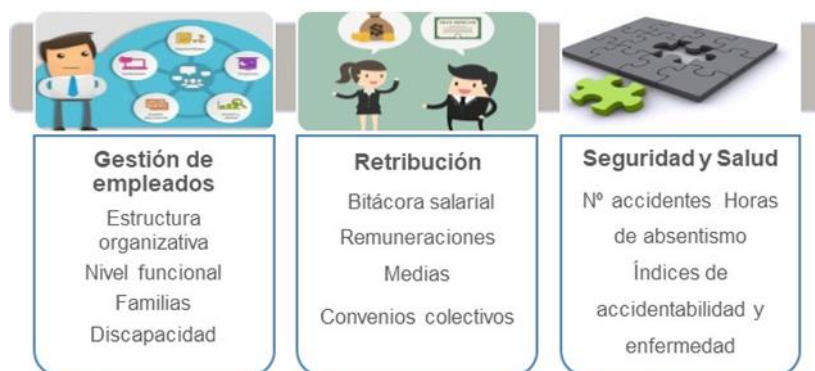 Gestión de
empleados
Estructura
organizativa
Nivel funcional
Familias
Discapacidad
Retribución
Bitácora salarial
Remuneraciones
Medias
Convenios colectivos
Seguridad y Salud
Nº accidentes Horas
de absentismo
Índices de
accidentabilidad y
enfermedad